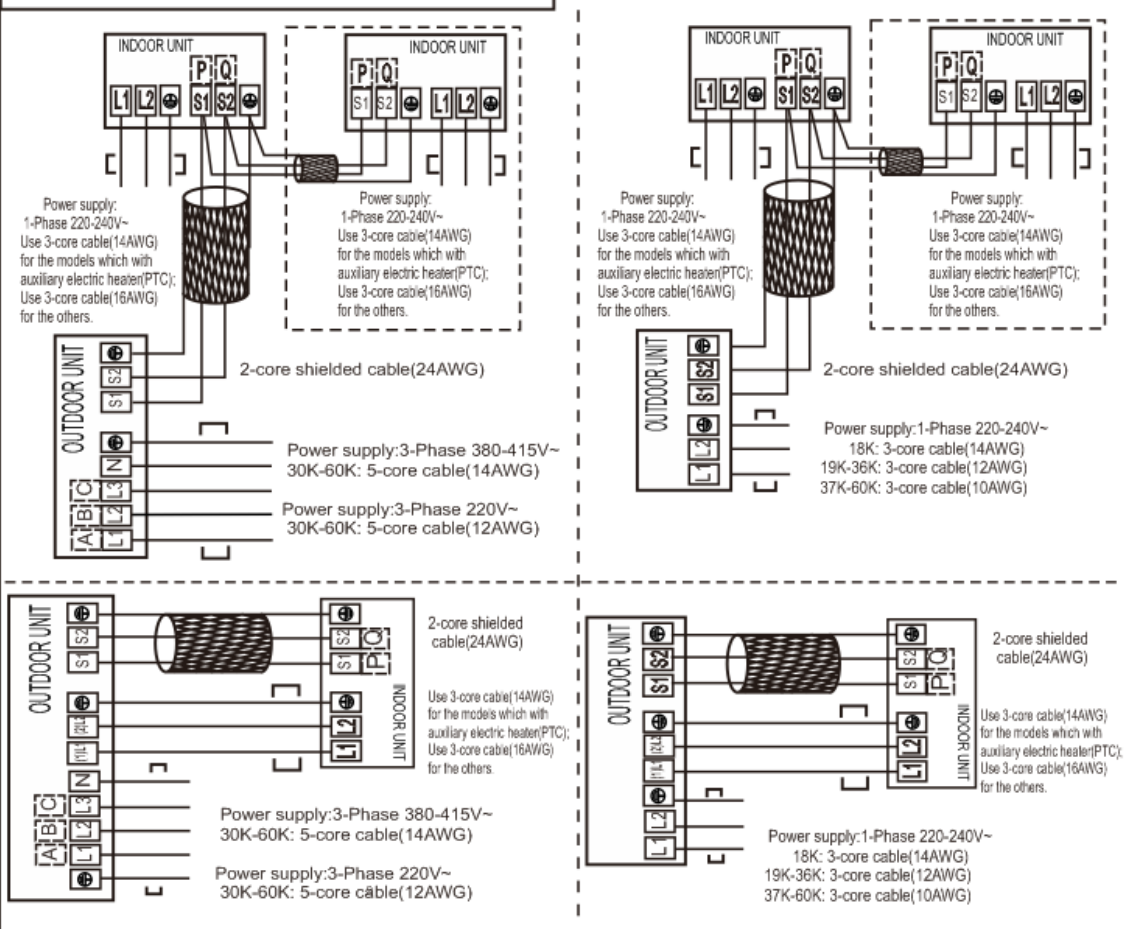 INDOOR UNIT
P Q
L1 L2 S1 S2
INDOOR UNIT
P Q
S1 S2 L1 L2
Power supply:
1-Phase 220-240V~
Use 3-core cable(14AWG)
for the models which with
auxiliary electric heater(PTC);
Use 3-core cable(16AWG)
for the others.
Power supply:
1-Phase 220-240V~
Use 3-core cable(14AWG)
for the models which with
auxiliary electric heater(PTC);
Use 3-core cable(16AWG)
for the others.
OUTDOOR UNIT
S2
S1
N
C L3
B L2
A L1
2-core shielded cable(24AWG)
Power supply:3-Phase 380-415V~
30K-60K: 5-core cable(14AWG)
Power supply:3-Phase 220V~
30K-60K: 5-core cable(12AWG)
INDOOR UNIT
P Q
L1 L2 S1 S2
INDOOR UNIT
P Q
S1 S2 L1 L2
Power supply:
1-Phase 220-240V~
Use 3-core cable(14AWG)
for the models which with
auxiliary electric heater(PTC);
Use 3-core cable(16AWG)
for the others.
Power supply:
1-Phase 220-240V~
Use 3-core cable(14AWG)
for the models which with
auxiliary electric heater(PTC);
Use 3-core cable(16AWG)
for the others.
OUTDOOR UNIT
S2
S1
L2
L1
2-core shielded cable(24AWG)
Power supply:1-Phase 220-240V~
18K: 3-core cable(14AWG)
19K-36K: 3-core cable(12AWG)
37K-60K: 3-core cable(10AWG)
OUTDOOR UNIT
S2
S1
(2)L2
(1)L1
N
C L3
B L2
A L1
S2 Q
S1 P
L2
L1
INDOOR UNIT
2-core shielded
cable(24AWG)
Use 3-core cable(14AWG)
for the models which with
auxiliary electric heater(PTC);
Use 3-core cable(16AWG)
for the others.
Power supply:3-Phase 380-415V~
30K-60K: 5-core cable(14AWG)
Power supply:3-Phase 220V~
30K-60K: 5-core cable(12AWG)
OUTDOOR UNIT
S2
S1
(2)L2
(1)L1
L2
L1
S2 Q
S1 P
L2
L1
INDOOR UNIT
2-core shielded
cable(24AWG)
Use 3-core cable(14AWG)
for the models which with
auxiliary electric heater(PTC);
Use 3-core cable(16AWG)
for the others.
Power supply:1-Phase 220-240V~
18K: 3-core cable(14AWG)
19K-36K: 3-core cable(12AWG)
37K-60K: 3-core cable(10AWG)